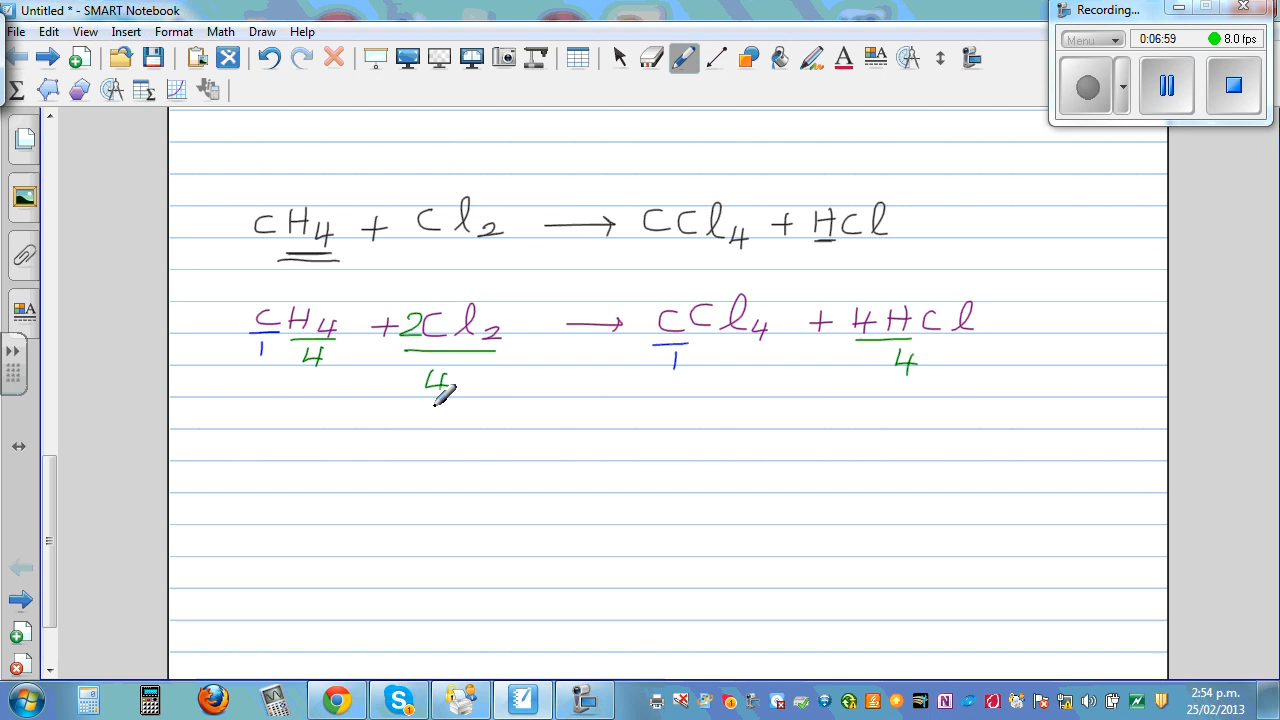 Untitled * - SMART Notebook
Recording...
File Edit View Insert Format Math Draw Help
Menu
0:06:59
8.0 fps
CH4 + Cl2 → CCl4 + HCl
CH4 + 2Cl2 → CCl4 + 4HCl
1 4 1 4
4
2:54 p.m.
25/02/2013